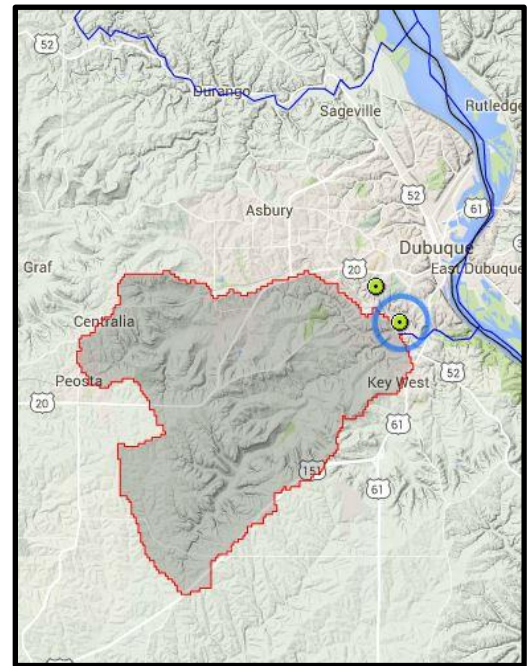 52
Durango
Rutledge
Sageville
52
61
Asbury
Dubuque
Graf
20
East Dubuque
Centralia
Peosta
Key West
52
20
61
151
61
52